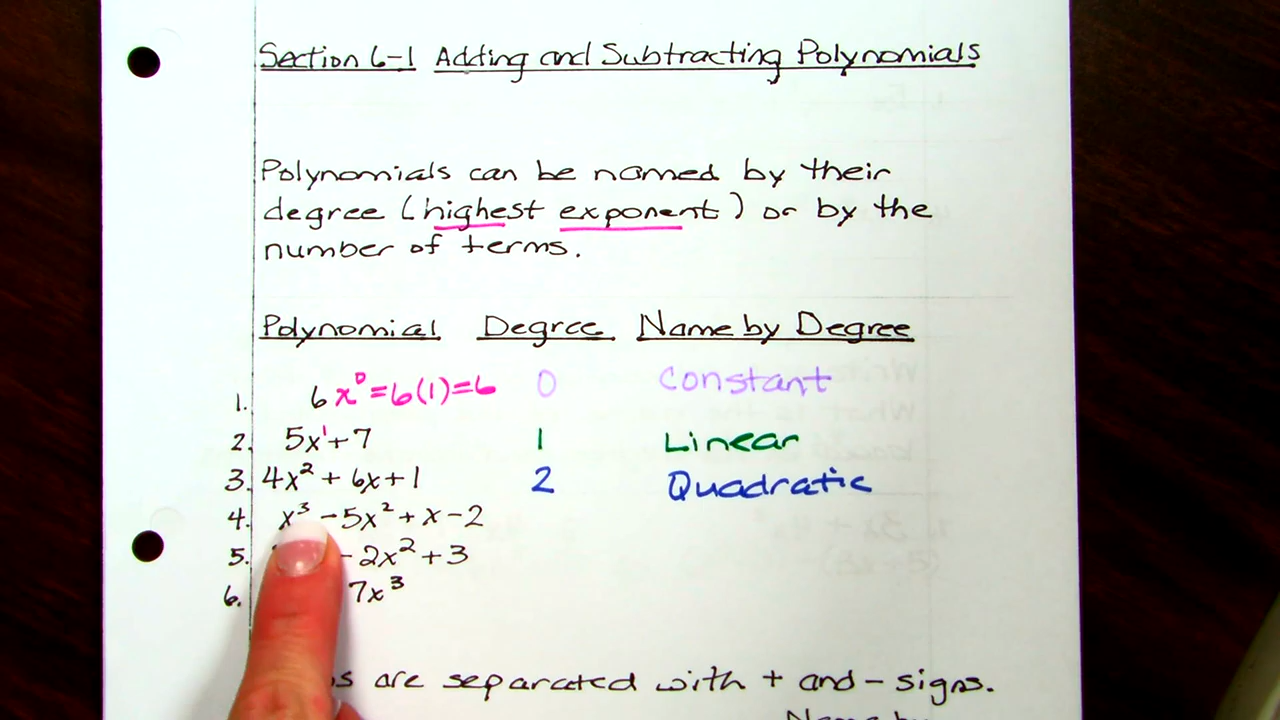 Section 6-1 Adding and Subtracting Polynomials
Polynomials can be named by their
degree (highest exponent) or by the
number of terms.
Polynomial Degree Name by Degree
1. 6x⁰=6(1)=6 0 Constant
2. 5x¹+7 1 Linear
3. 4x²+6x+1 2 Quadratic
4. x³-5x²+x-2
5. -2x²+3
6. 7x³
are separated with + and - signs.
Name by